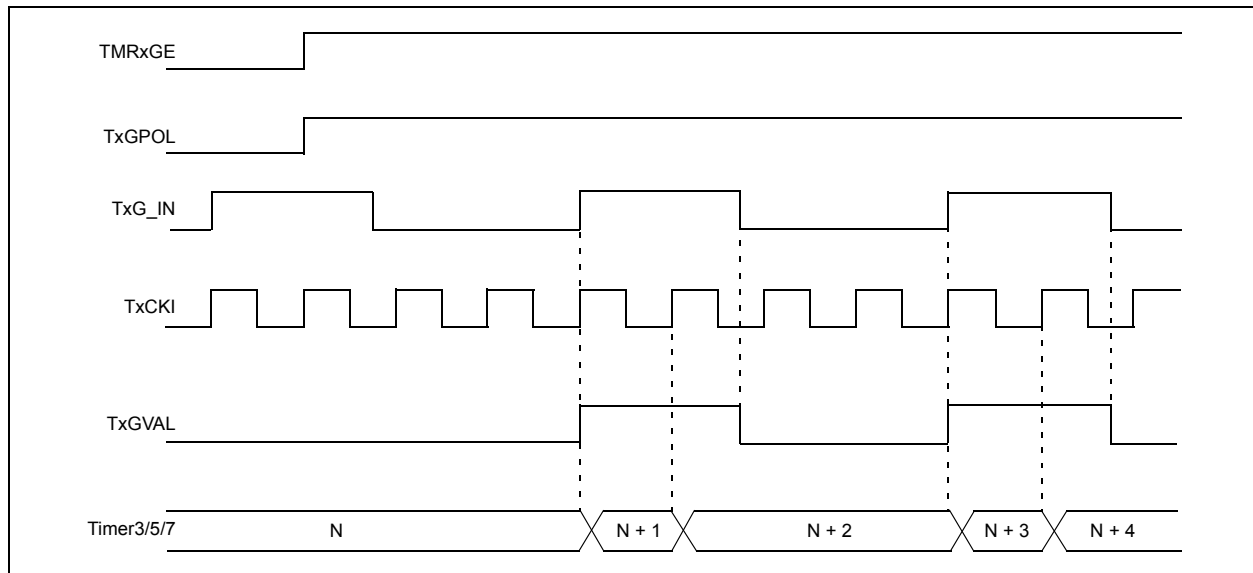 TMRxGE
TxGPOL
TxG_IN
TxCKI
TxGVAL
Timer3/5/7 N N + 1 N + 2 N + 3 N + 4